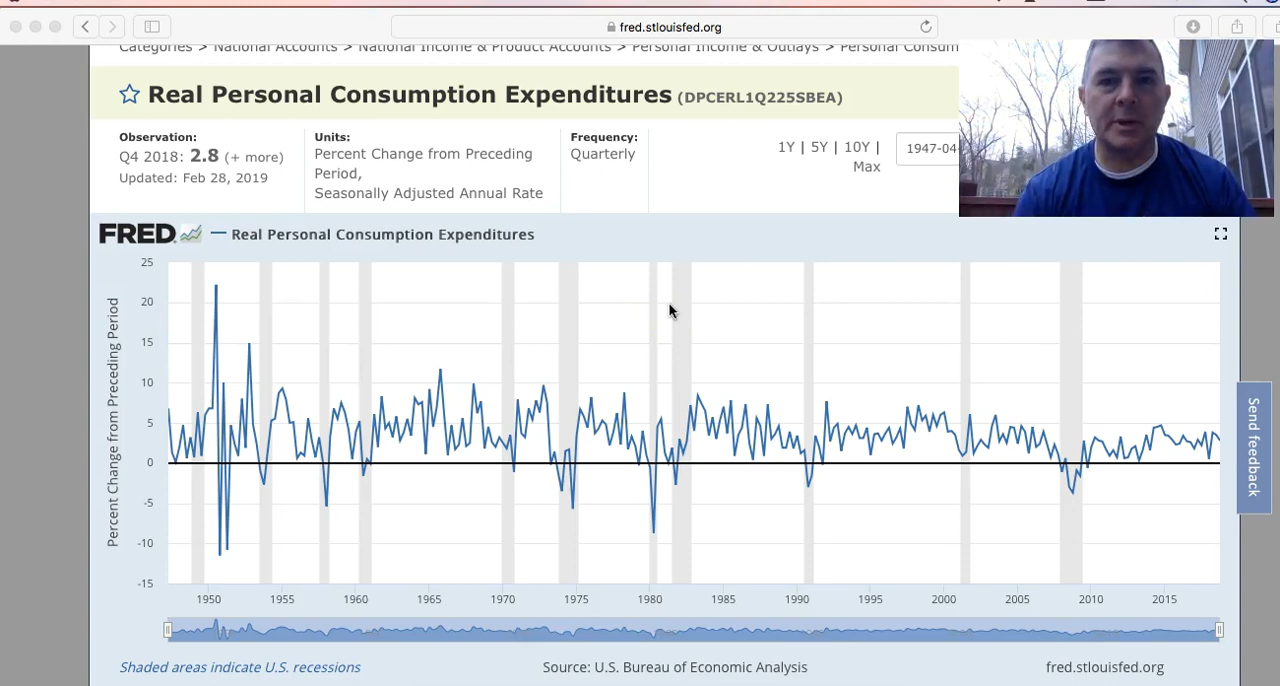 fred.stlouisfed.org
Categories > National Accounts > National Income & Product Accounts > Personal Income & Outlays > Personal Consum
Real Personal Consumption Expenditures (DPCERL1Q225SBEA)
Observation:
Q4 2018: 2.8 (+ more)
Updated: Feb 28, 2019
Units:
Percent Change from Preceding
Period,
Seasonally Adjusted Annual Rate
Frequency:
Quarterly
1Y | 5Y | 10Y |
Max
1947-04-
FRED
Real Personal Consumption Expenditures
Percent Change from Preceding Period
25
20
15
10
5
0
-5
-10
-15
1950 1955 1960 1965 1970 1975 1980 1985 1990 1995 2000 2005 2010 2015
Send feedback
Shaded areas indicate U.S. recessions
Source: U.S. Bureau of Economic Analysis
fred.stlouisfed.org